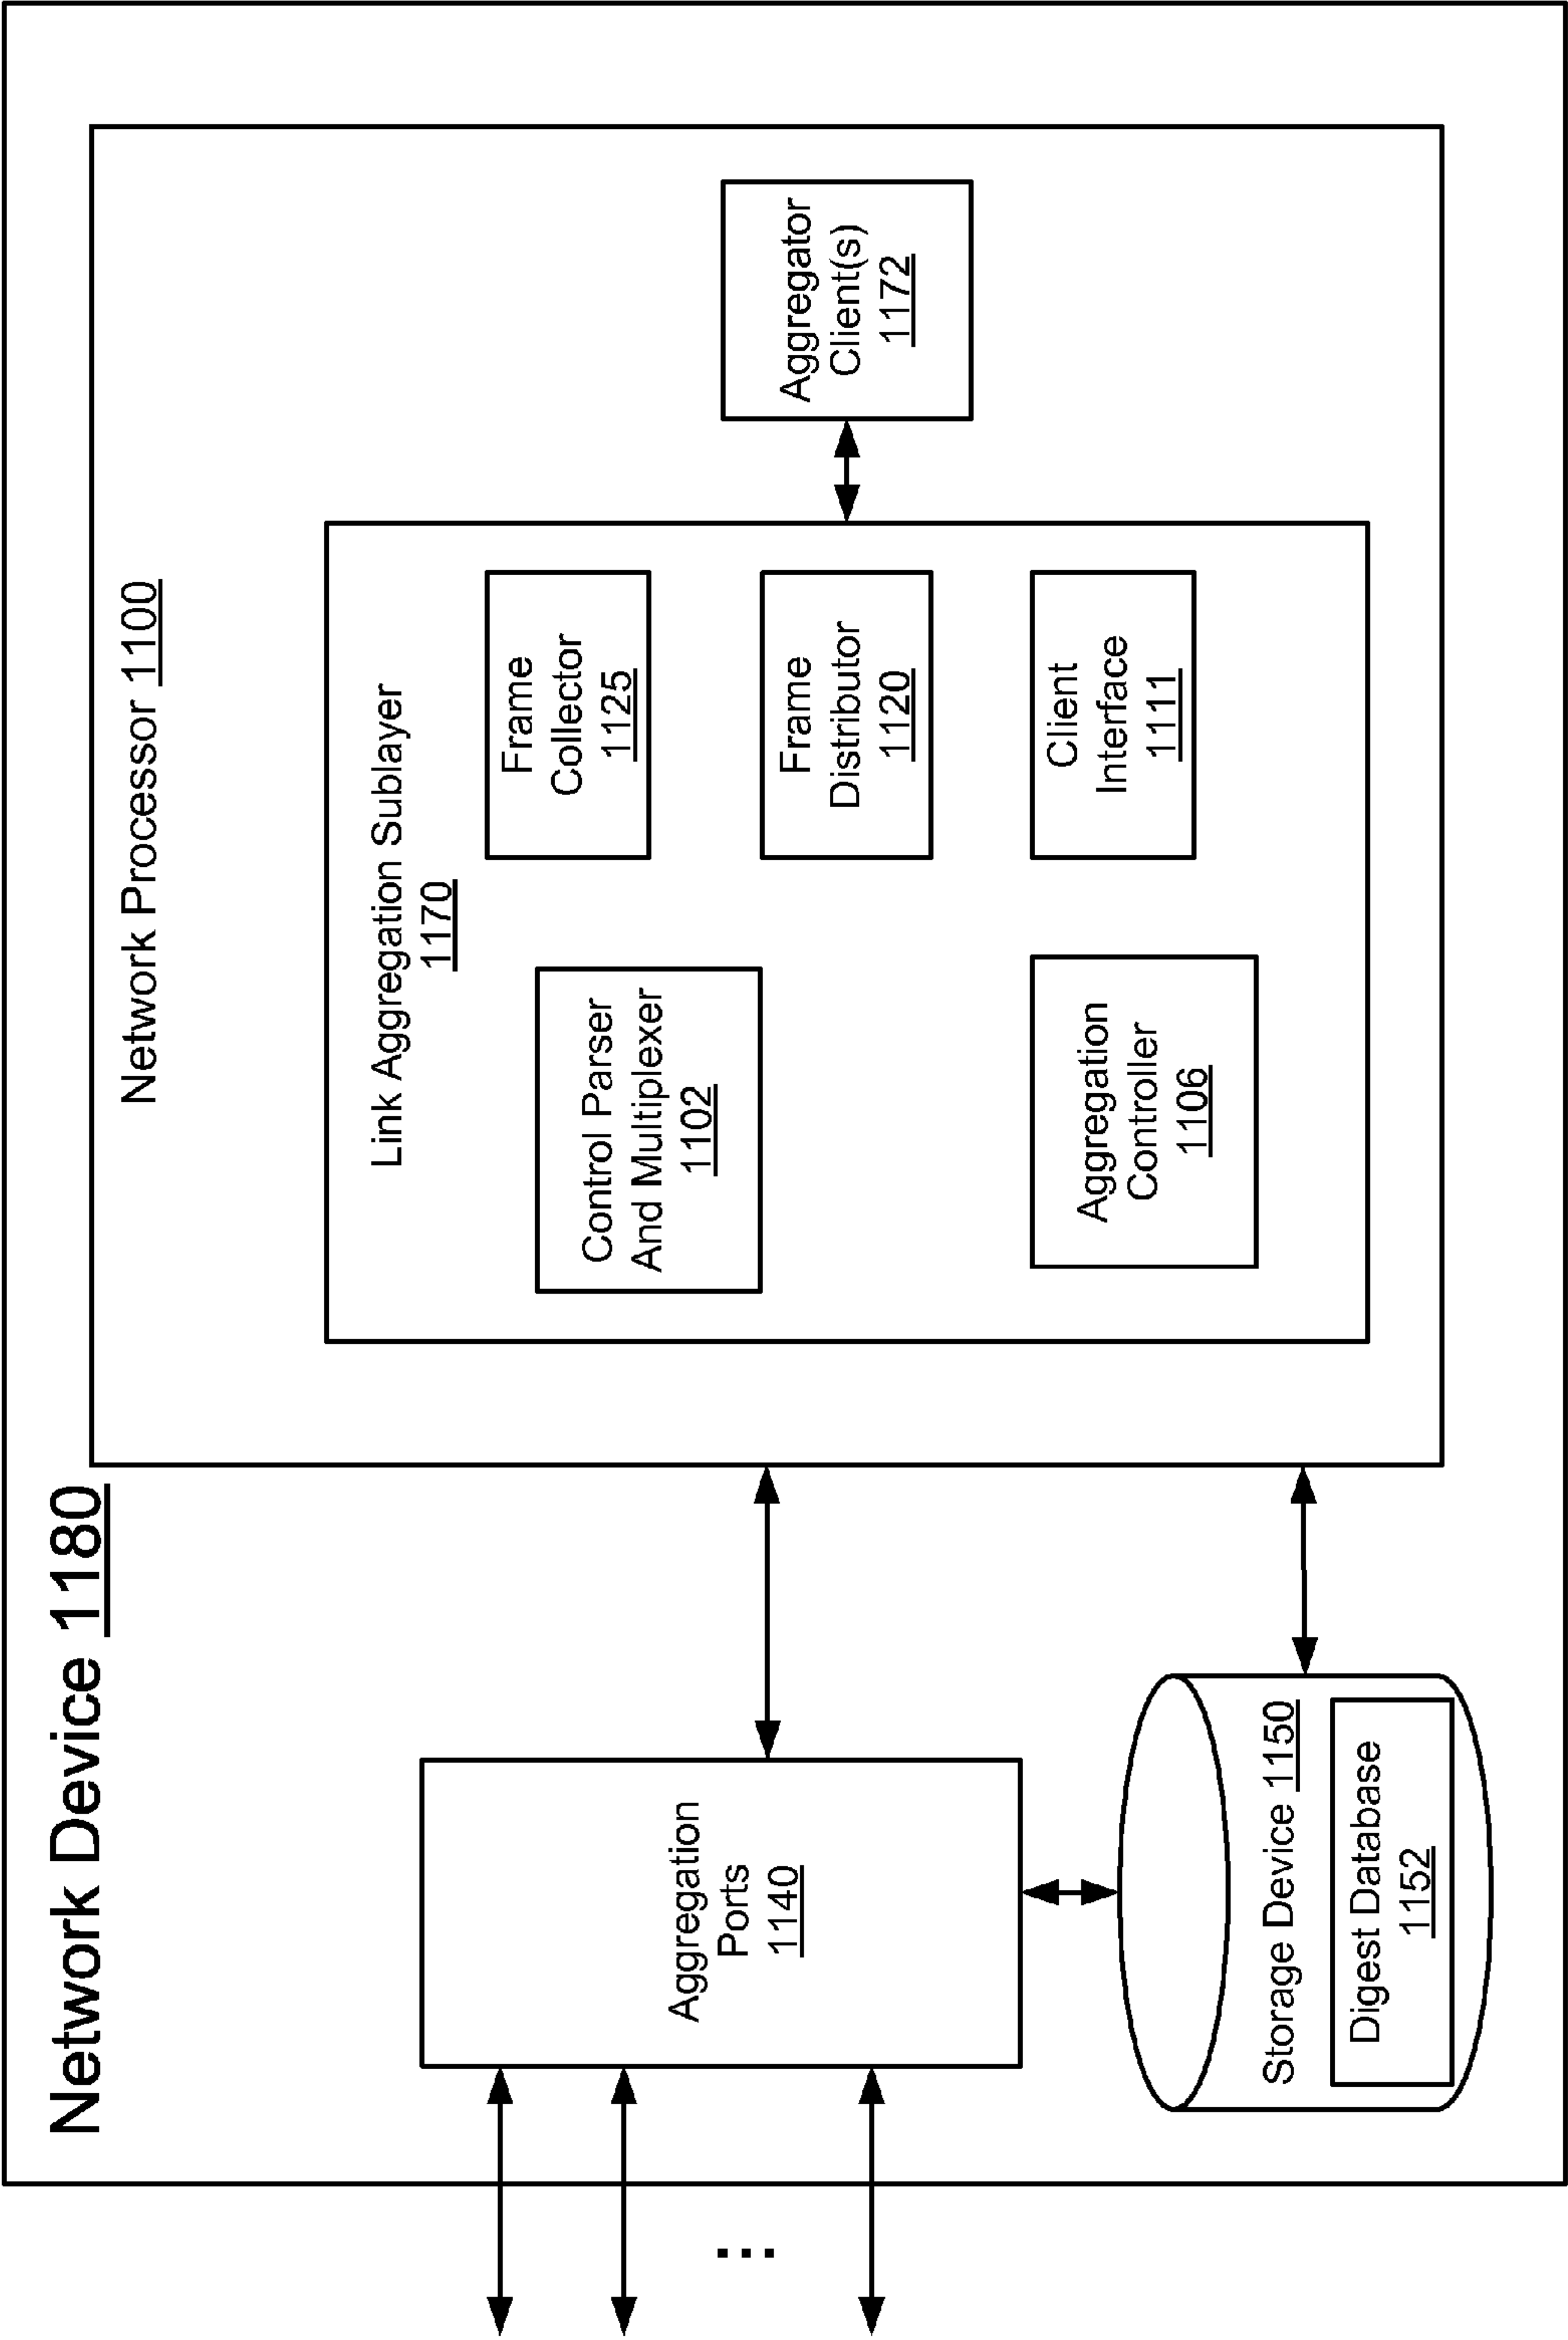 Network Device 1180
Network Processor 1100
Link Aggregation Sublayer
1170
Control Parser
And Multiplexer
1102
Frame
Collector
1125
Frame
Distributor
1120
Aggregation
Controller
1106
Client
Interface
1111
Aggregator
Client(s)
1172
Aggregation
Ports
1140
...
Storage Device 1150
Digest Database
1152